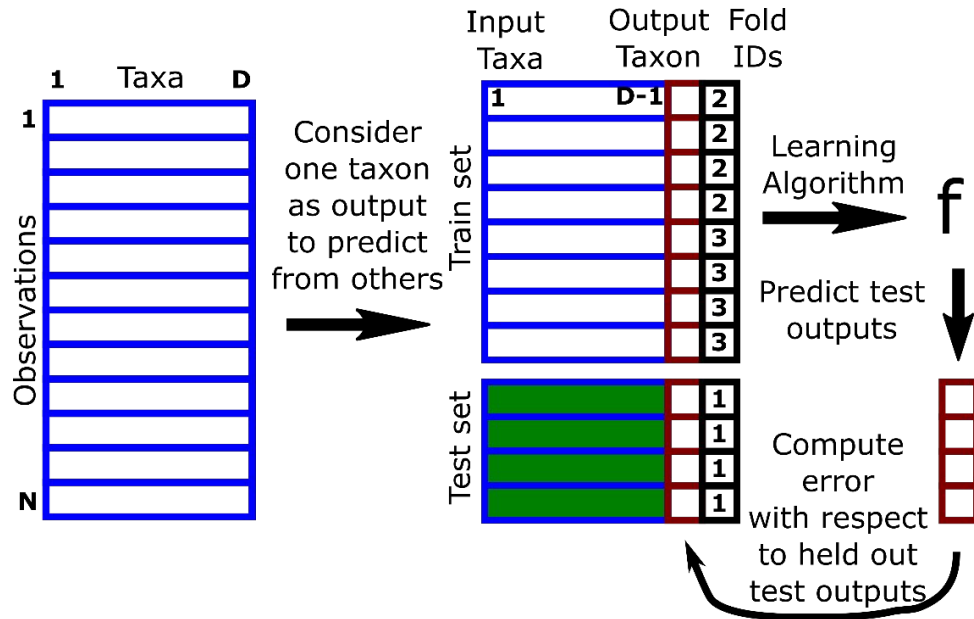 1 Taxa D
1
Observations
N
Consider
one taxon
as output
to predict
from others
Input
Taxa
Output
Taxon
Fold
IDs
Train set
1 D-1
2
2
2
2
3
3
3
3
Learning
Algorithm
f
Predict test
outputs
Test set
1
1
1
1
Compute
error
with respect
to held out
test outputs